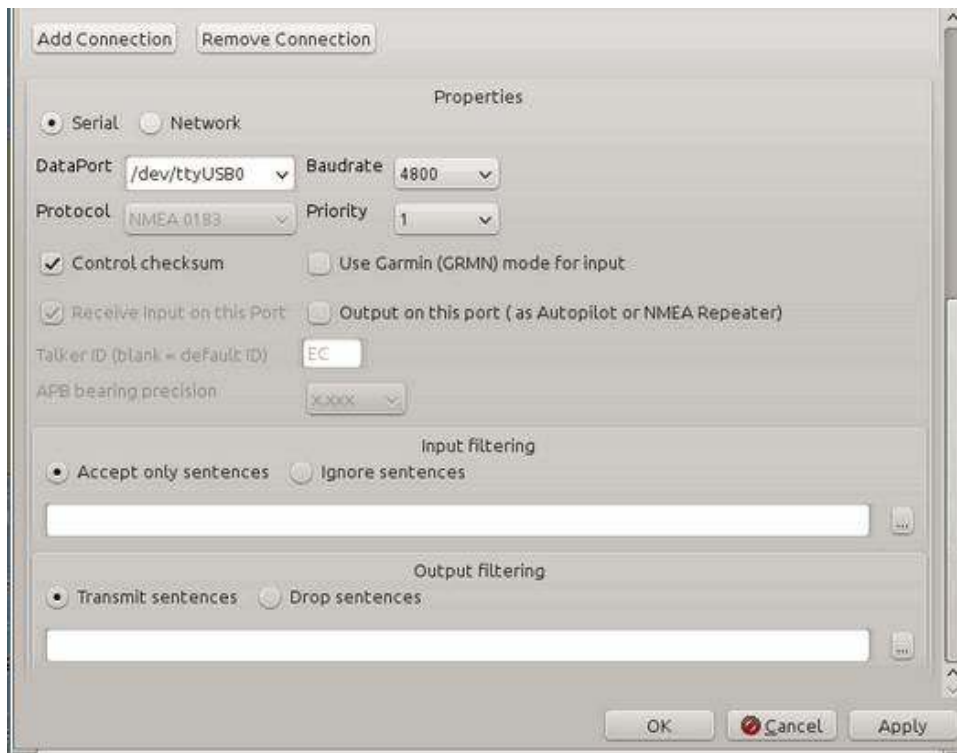 Add Connection Remove Connection
Properties
Serial Network
DataPort /dev/ttyUSB0 Baudrate 4800
Protocol NMEA 0183 Priority 1
Control checksum Use Garmin (GRMN) mode for input
Receive Input on this Port Output on this port ( as Autopilot or NMEA Repeater)
Talker ID (blank = default ID) EC
APB bearing precision x.xxx
Input filtering
Accept only sentences Ignore sentences
...
Output filtering
Transmit sentences Drop sentences
...
OK Cancel Apply